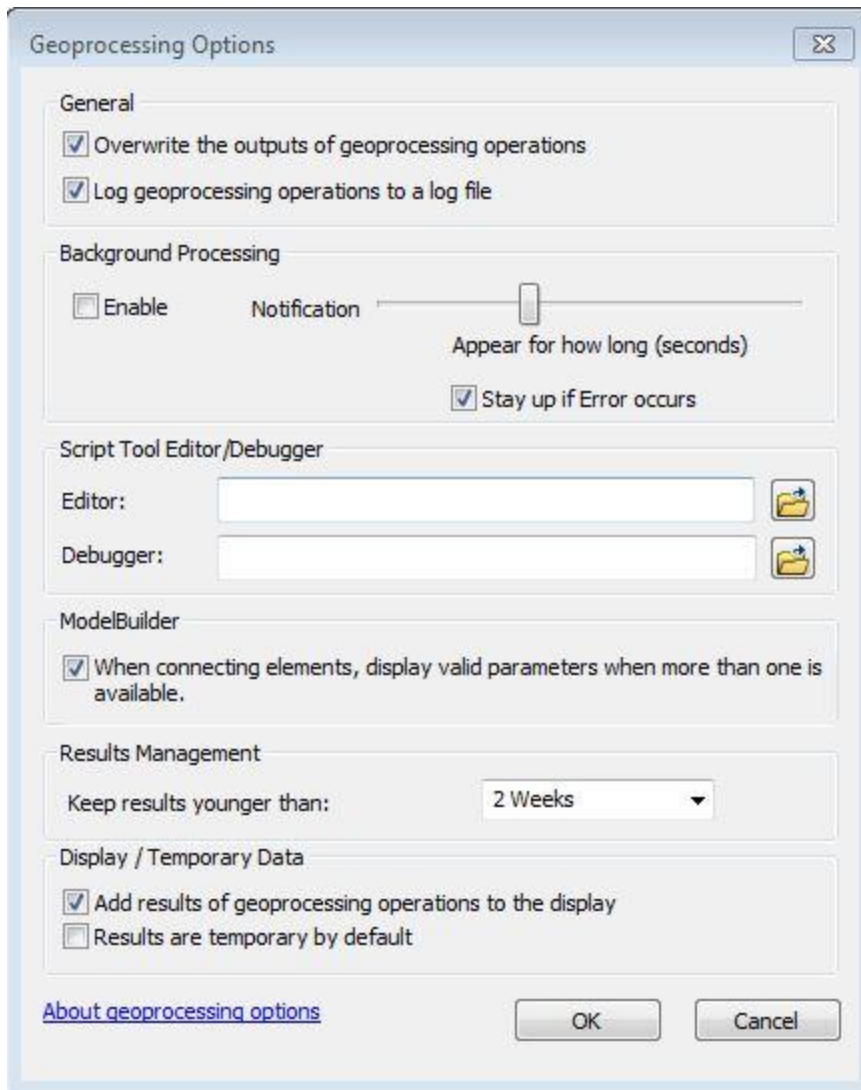 Geoprocessing Options
General
Overwrite the outputs of geoprocessing operations
Log geoprocessing operations to a log file
Background Processing
Enable
Notification
Appear for how long (seconds)
Stay up if Error occurs
Script Tool Editor/Debugger
Editor:
Debugger:
ModelBuilder
When connecting elements, display valid parameters when more than one is
available.
Results Management
Keep results younger than:
2 Weeks
Display / Temporary Data
Add results of geoprocessing operations to the display
Results are temporary by default
About geoprocessing options
OK
Cancel